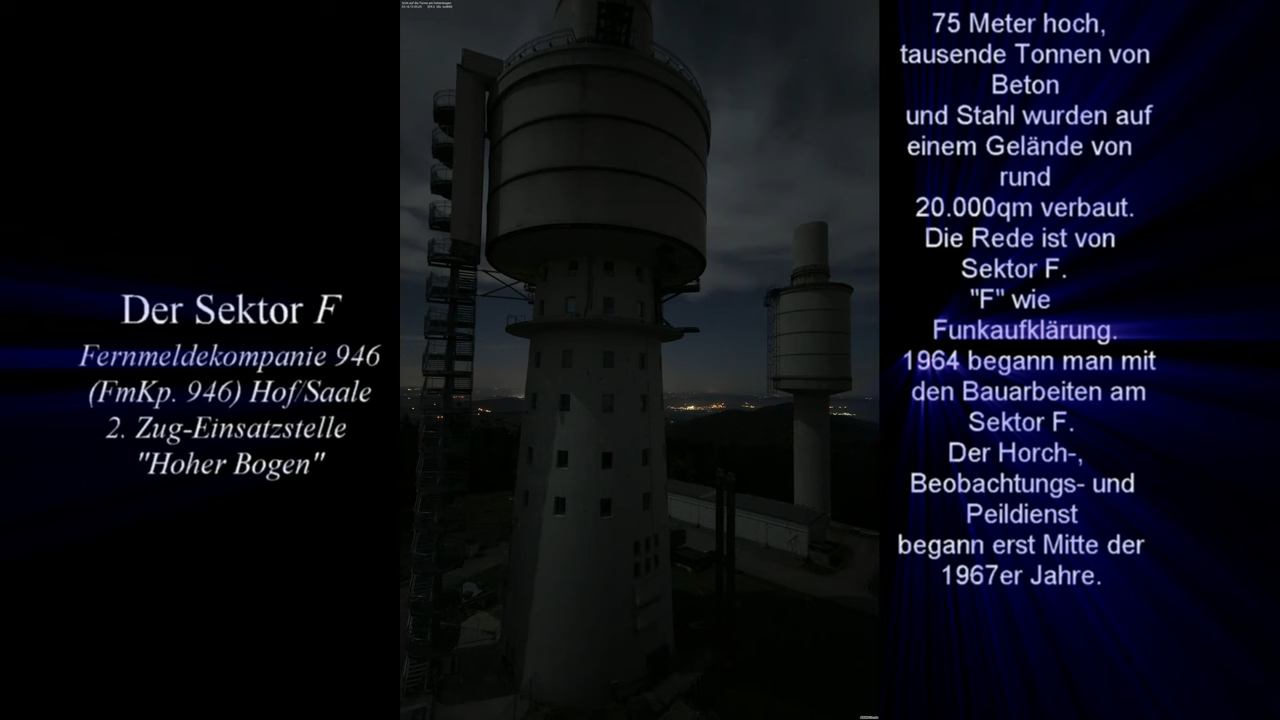 Der Sektor F
Fernmeldekompanie 946
(FmKp. 946) Hof/Saale
2. Zug-Einsatzstelle
"Hoher Bogen"
75 Meter hoch,
tausende Tonnen von
Beton
und Stahl wurden auf
einem Gelände von
rund
20.000qm verbaut.
Die Rede ist von
Sektor F.
"F" wie
Funkaufklärung.
1964 begann man mit
den Bauarbeiten am
Sektor F.
Der Horch-,
Beobachtungs- und
Peildienst
begann erst Mitte der
1967er Jahre.